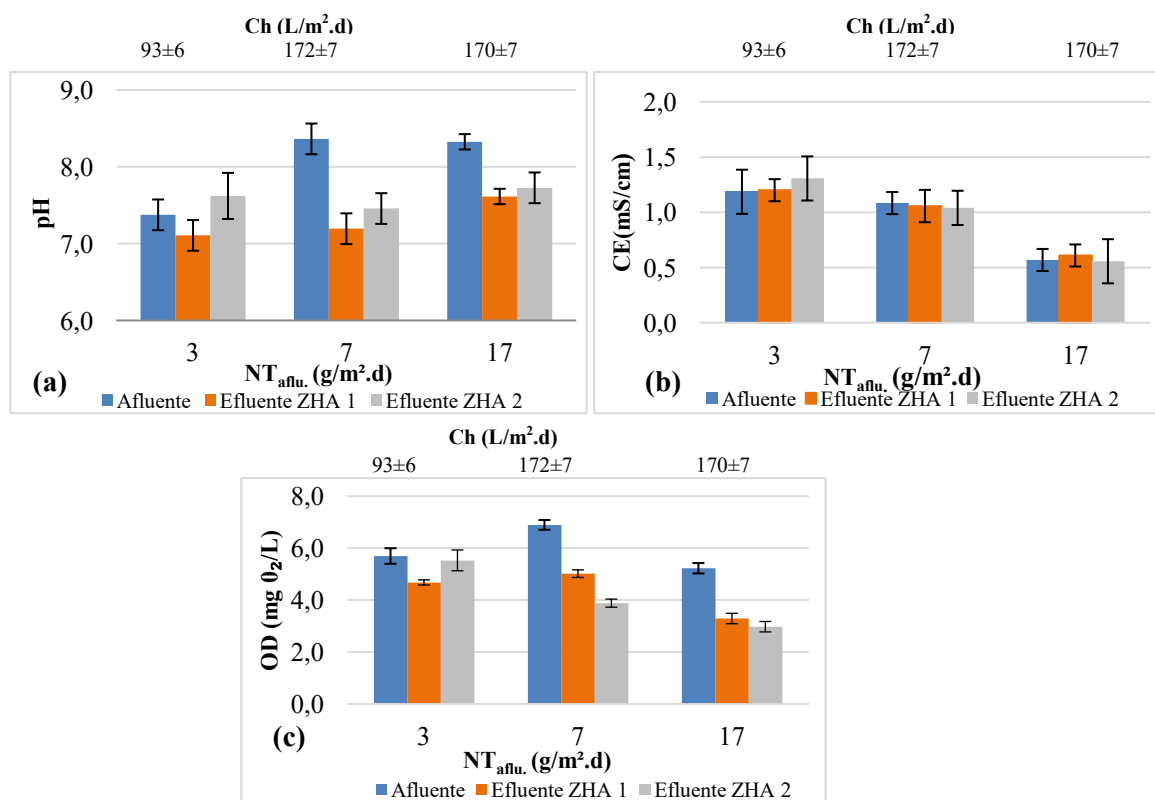 Ch (L/m².d)
93±6 172±7 170±7
9,0
8,0
7,0
6,0
pH
3 7 17
(a)
NTaflu. (g/m².d)
Afluente Efluente ZHA 1 Efluente ZHA 2
Ch (L/m².d)
93±6 172±7 170±7
2,0
1,5
1,0
0,5
0,0
CE(mS/cm)
3 7 17
(b)
NTaflu. (g/m².d)
Afluente Efluente ZHA 1 Efluente ZHA 2
Ch (L/m².d)
93±6 172±7 170±7
8,0
6,0
4,0
2,0
0,0
OD (mg 0₂/L)
3 7 17
(c)
NTaflu. (g/m².d)
Afluente Efluente ZHA 1 Efluente ZHA 2